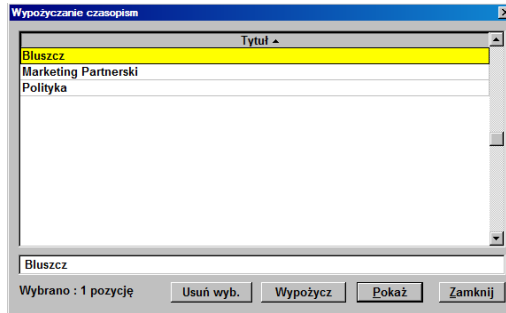 Wypożyczanie czasopism
Tytuł
Bluszcz
Marketing Partnerski
Polityka
Bluszcz
Wybrano : 1 pozycję Usuń wyb. Wypożycz Pokaż Zamknij